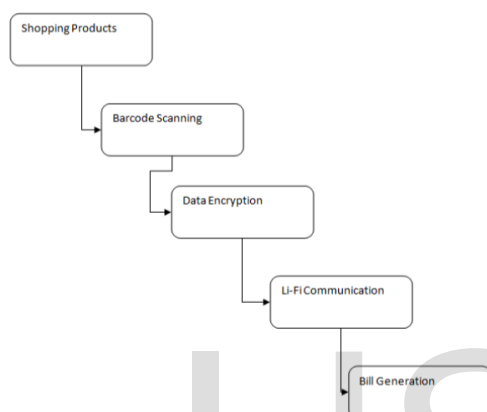 Shopping Products
Barcode Scanning
Data Encryption
Li-Fi Communication
Bill Generation